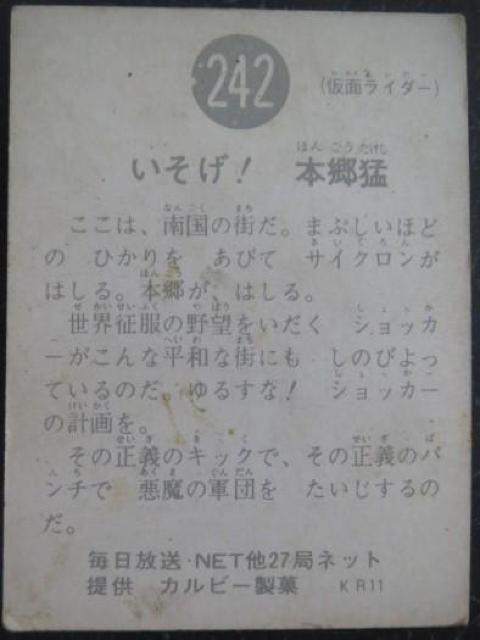 242
(仮面ライダー)
いそげ! 本郷猛
ここは、南国の街だ。まぶしいほど
の ひかりを あびて サイクロンが
はしる。本郷が、はしる。
世界征服の野望をいだく ショッカ
ーがこんな平和な街にも しのびよっ
ているのだ。ゆるすな! ショッカー
の計画を。
その正義のキックで、その正義のパ
ンチで 悪魔の軍団を たいじするの
だ。
毎日放送・NET他27局ネット
提供 カルビー製菓 KR11